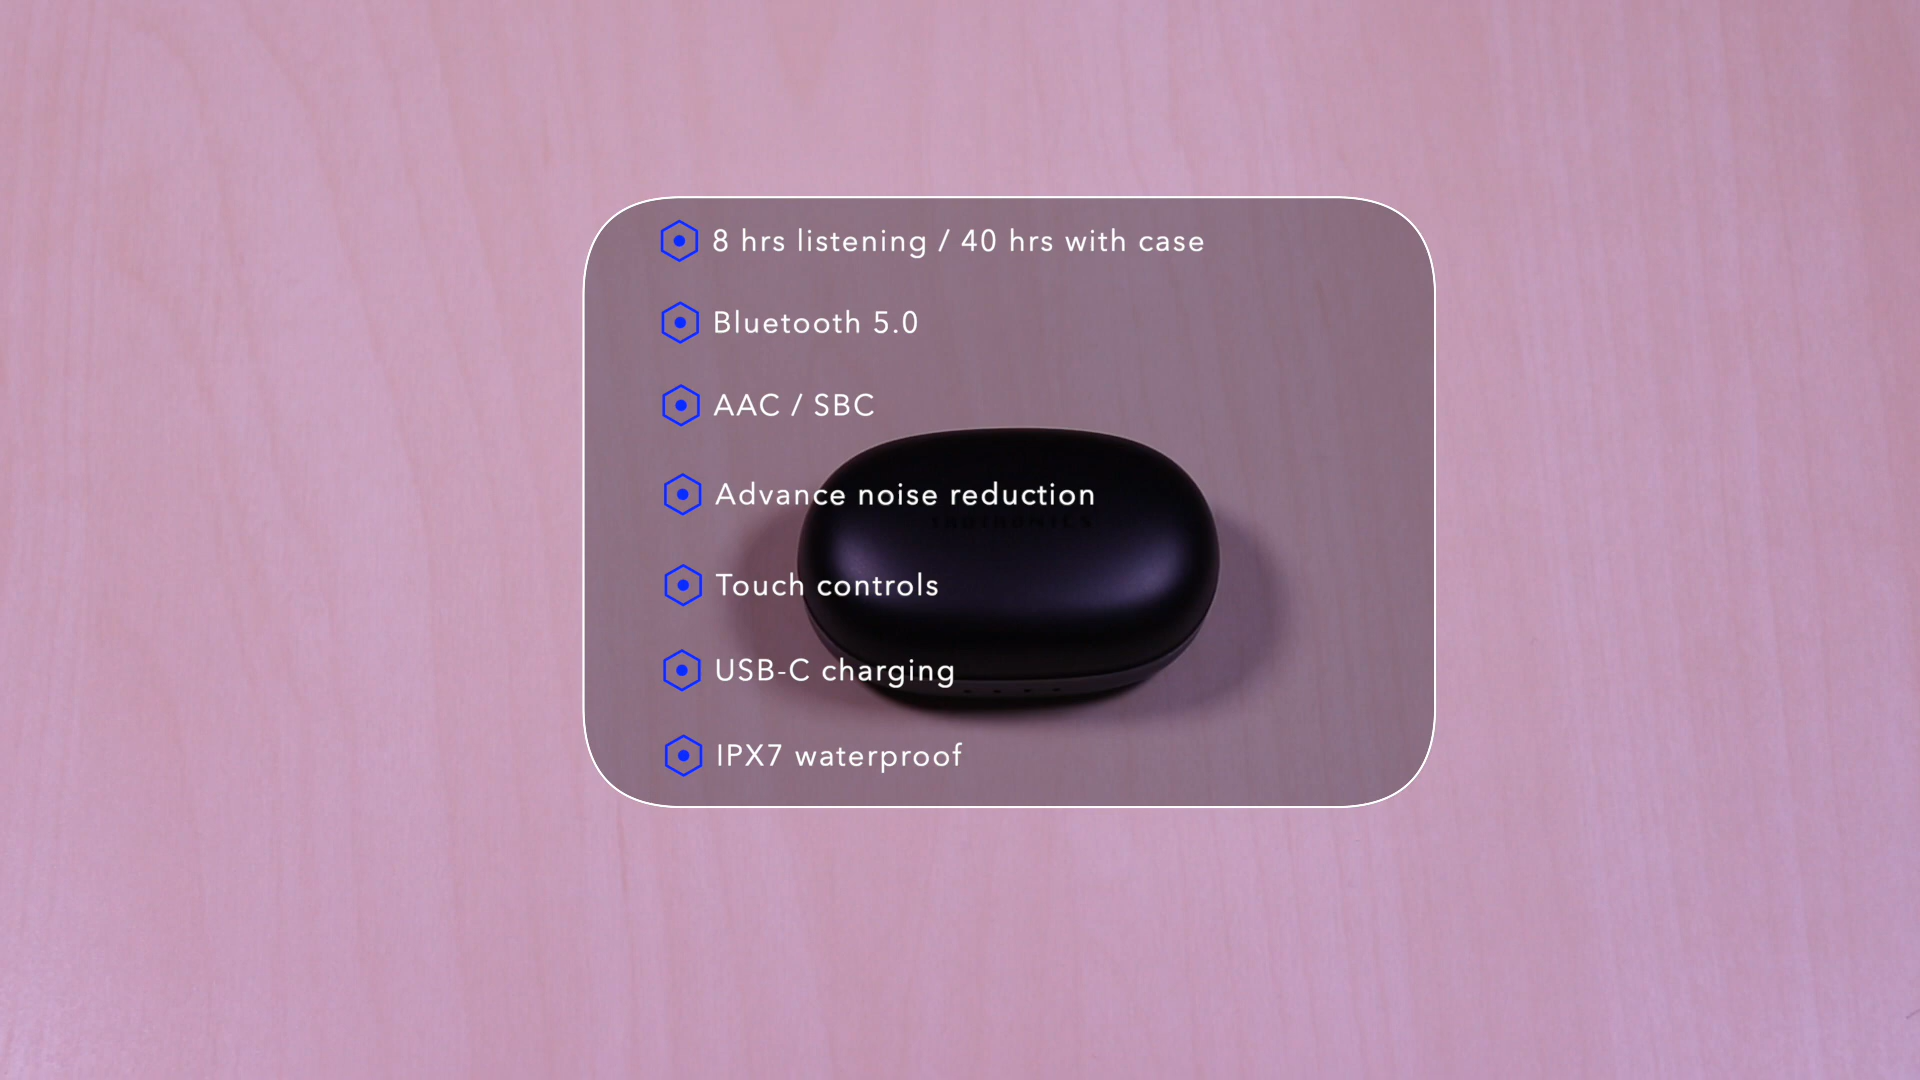 8 hrs listening / 40 hrs with case
Bluetooth 5.0
AAC / SBC
Advance noise reduction
TAOTRONICS
Touch controls
USB-C charging
IPX7 waterproof